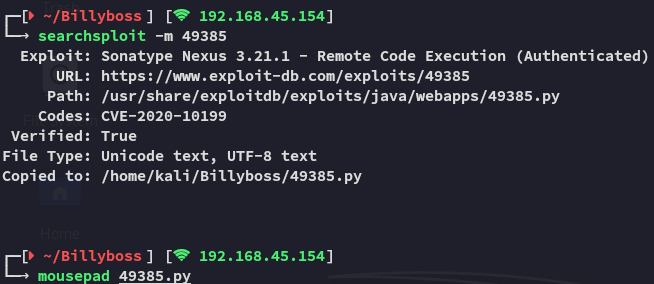 [ ~/Billyboss ] [ 192.168.45.154]
→ searchsploit -m 49385
Exploit: Sonatype Nexus 3.21.1 - Remote Code Execution (Authenticated)
URL: https://www.exploit-db.com/exploits/49385
Path: /usr/share/exploitdb/exploits/java/webapps/49385.py
Codes: CVE-2020-10199
Verified: True
File Type: Unicode text, UTF-8 text
Copied to: /home/kali/Billyboss/49385.py
Home
[ ~/Billyboss ] [ 192.168.45.154]
→ mousepad 49385.py